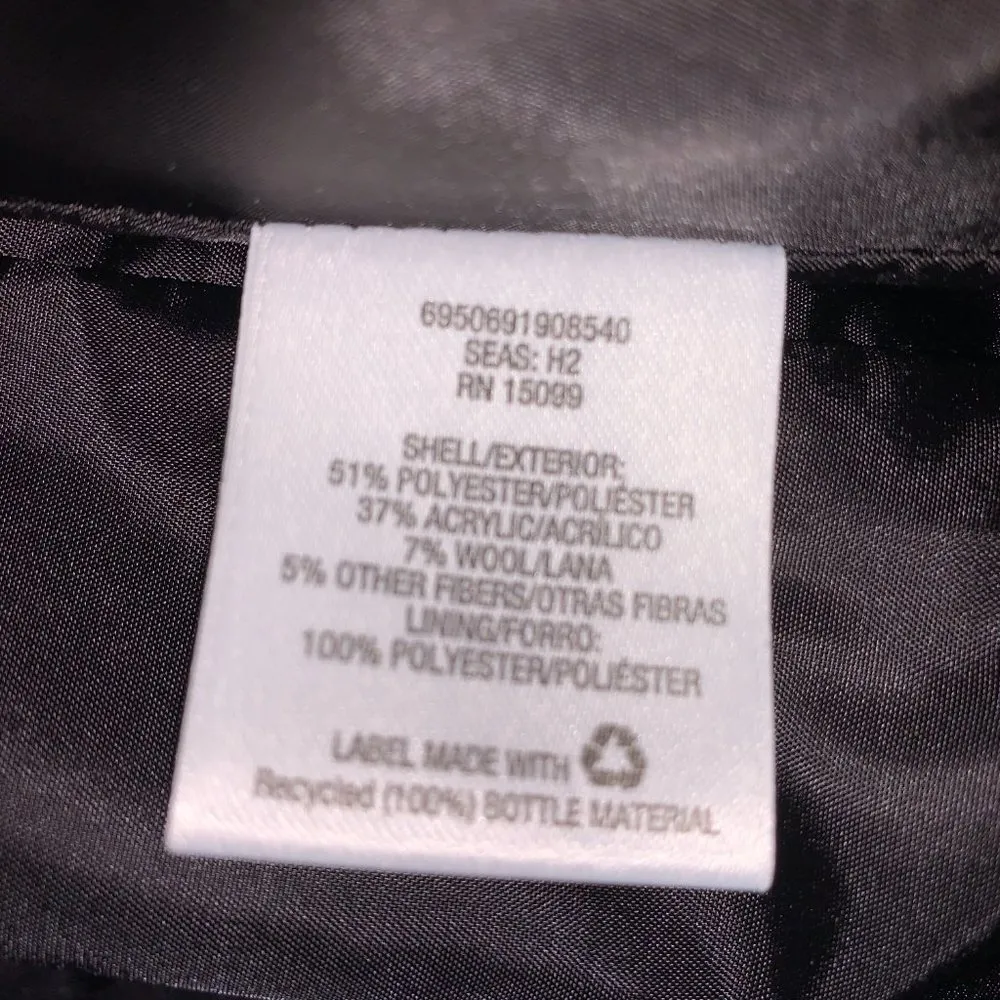 6950691908540
SEAS: H2
RN 15099
SHELL/EXTERIOR:
51% POLYESTER/POLIÉSTER
37% ACRYLIC/ACRÍLICO
7% WOOL/LANA
5% OTHER FIBERS/OTRAS FIBRAS
LINING/FORRO:
100% POLYESTER/POLIÉSTER
LABEL MADE WITH
Recycled (100%) BOTTLE MATERIAL